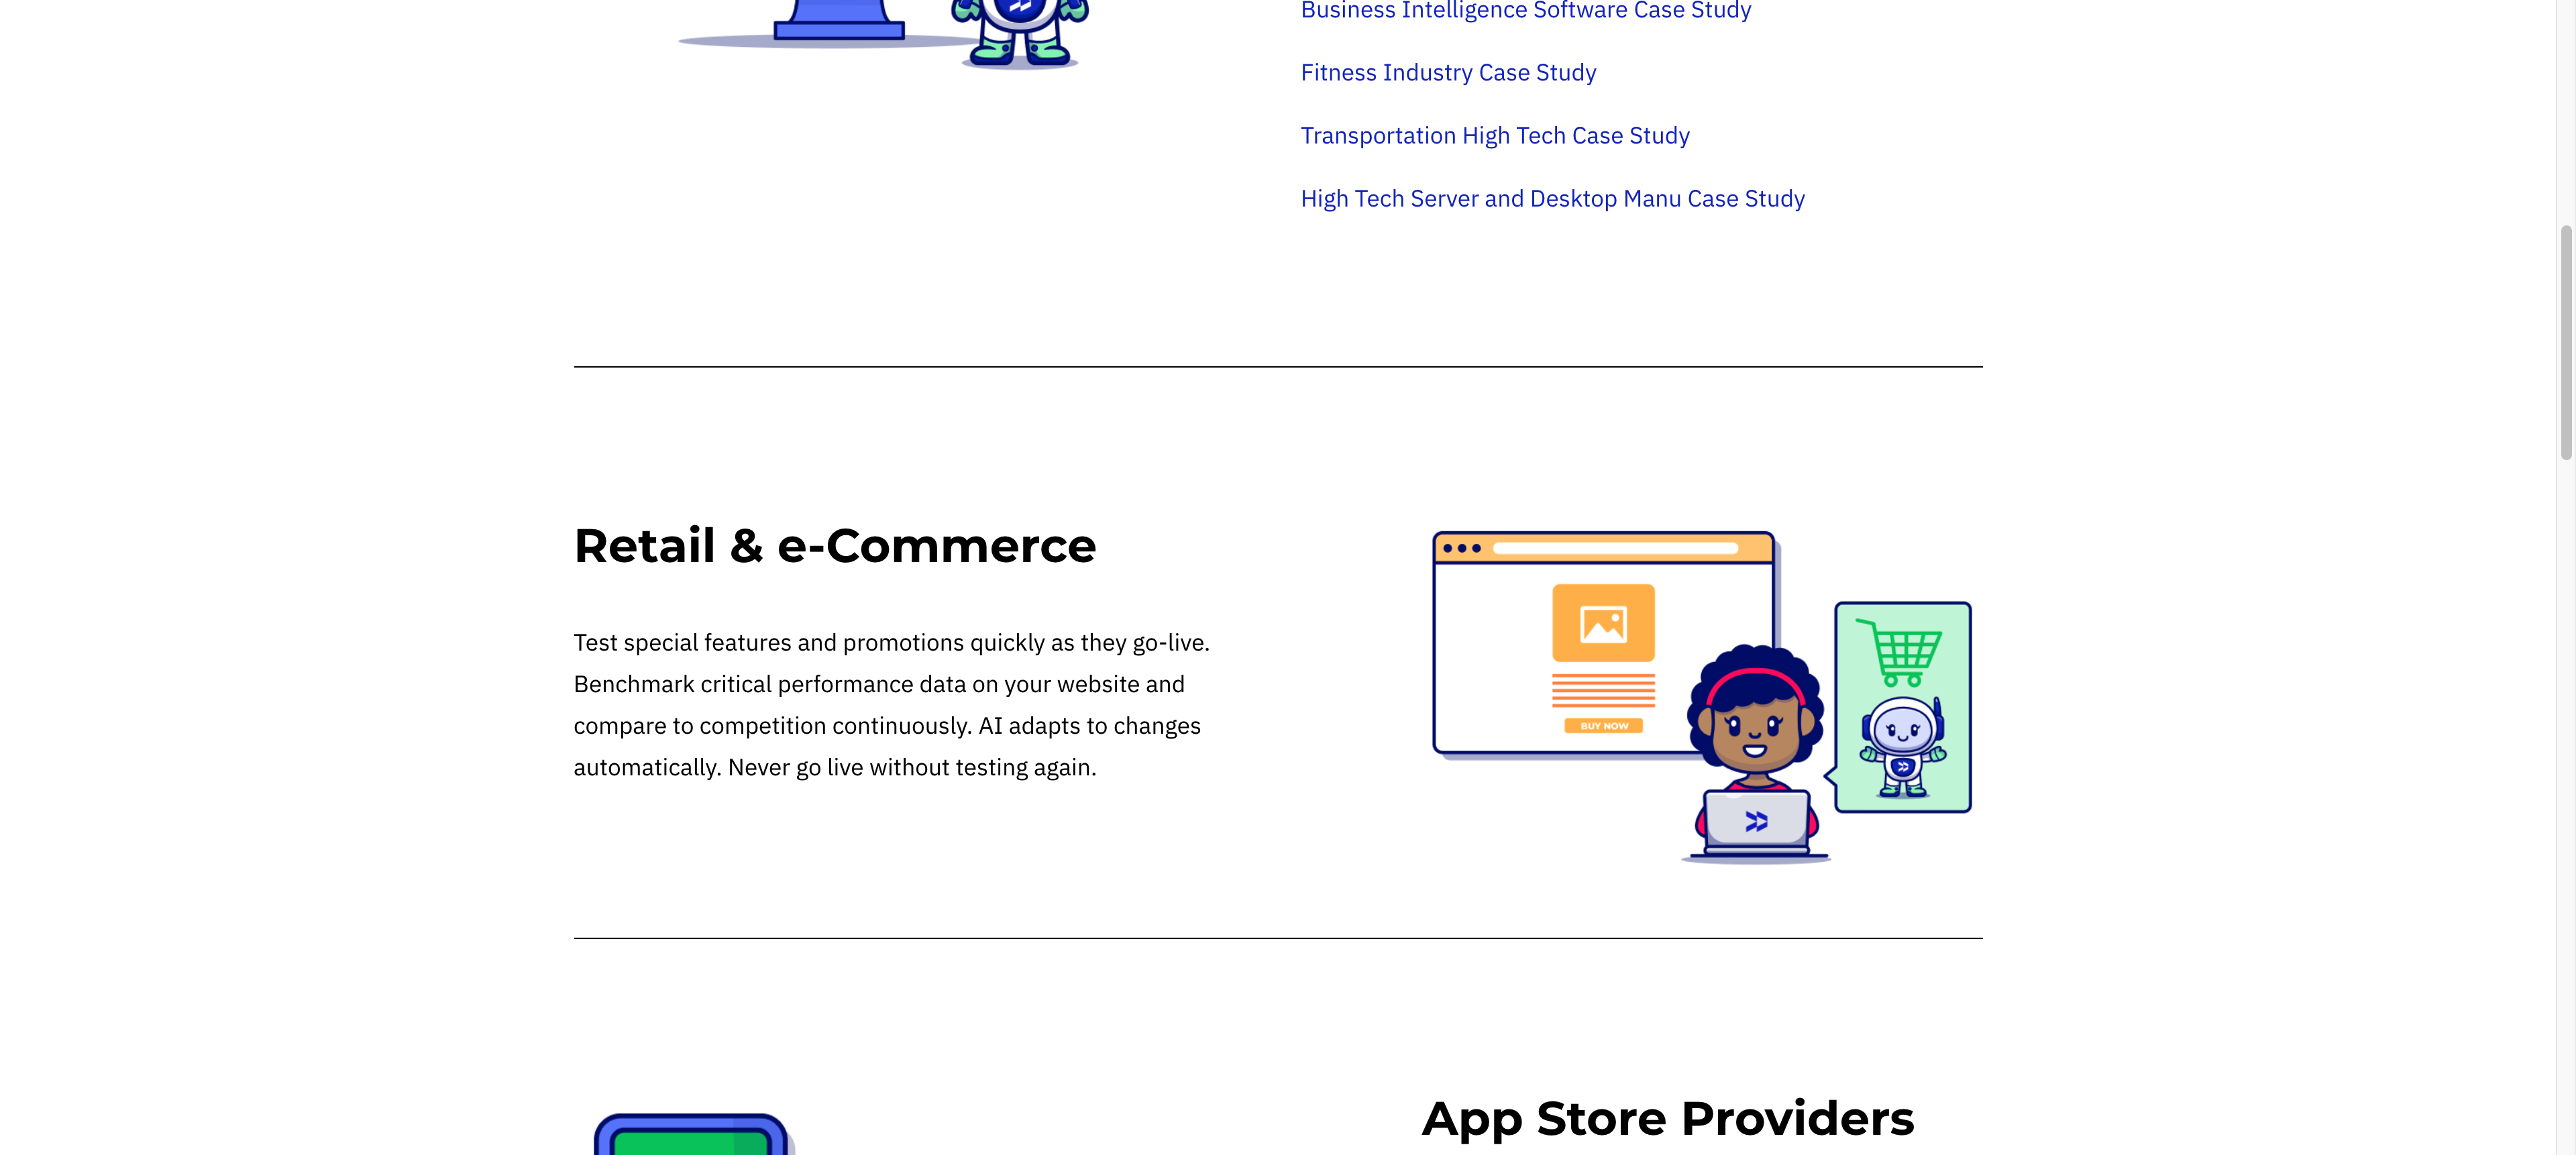 Business Intelligence Software Case Study
Fitness Industry Case Study
Transportation High Tech Case Study
High Tech Server and Desktop Manu Case Study
Retail & e-Commerce
Test special features and promotions quickly as they go-live.
Benchmark critical performance data on your website and
compare to competition continuously. AI adapts to changes
automatically. Never go live without testing again.
BUY NOW
App Store Providers